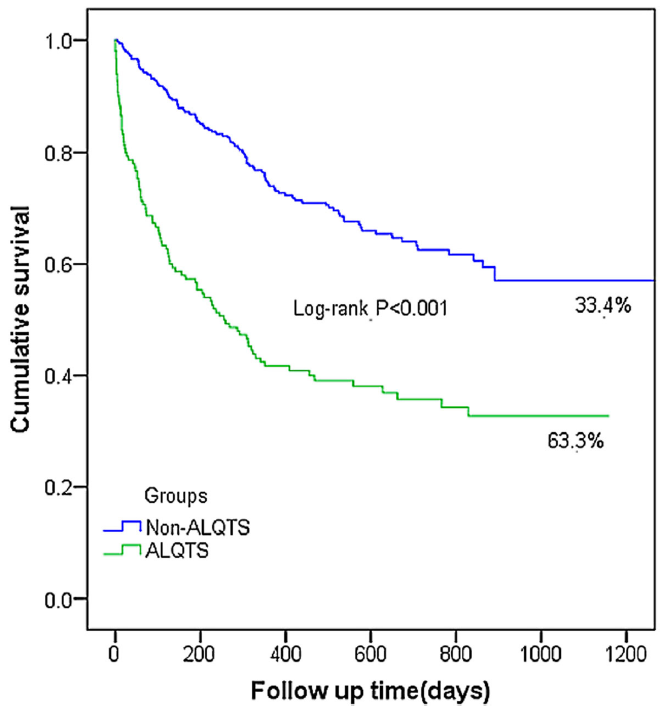 1.0
0.8
0.6
0.4
0.2
0.0
Cumulative survival
Log-rank P<0.001
33.4%
63.3%
Groups
Non-ALQTS
ALQTS
0 200 400 600 800 1000 1200
Follow up time(days)